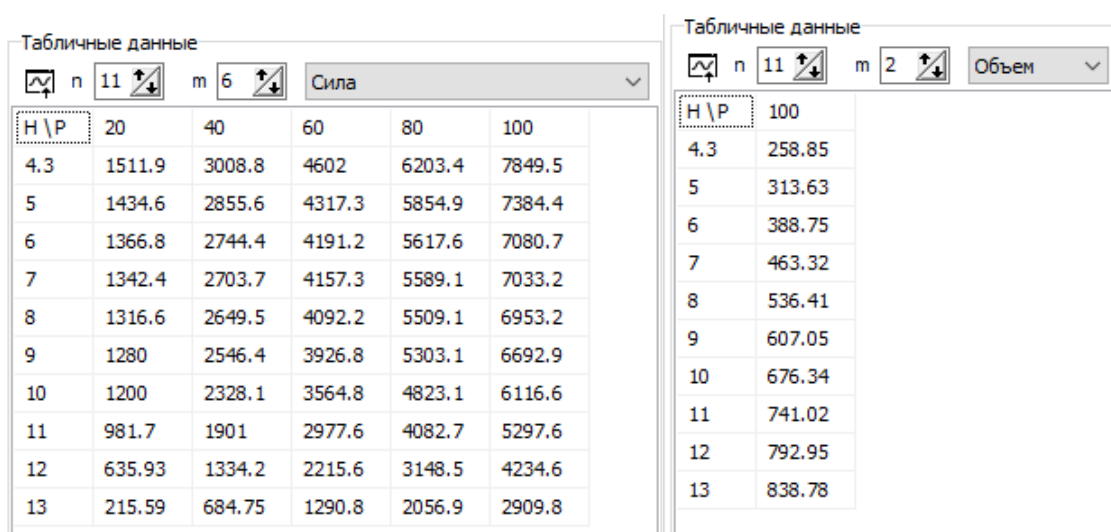 Табличные данные
n 11 m 6 Сила
H \P 20 40 60 80 100
4.3 1511.9 3008.8 4602 6203.4 7849.5
5 1434.6 2855.6 4317.3 5854.9 7384.4
6 1366.8 2744.4 4191.2 5617.6 7080.7
7 1342.4 2703.7 4157.3 5589.1 7033.2
8 1316.6 2649.5 4092.2 5509.1 6953.2
9 1280 2546.4 3926.8 5303.1 6692.9
10 1200 2328.1 3564.8 4823.1 6116.6
11 981.7 1901 2977.6 4082.7 5297.6
12 635.93 1334.2 2215.6 3148.5 4234.6
13 215.59 684.75 1290.8 2056.9 2909.8
Табличные данные
n 11 m 2 Объем
H \P 100
4.3 258.85
5 313.63
6 388.75
7 463.32
8 536.41
9 607.05
10 676.34
11 741.02
12 792.95
13 838.78